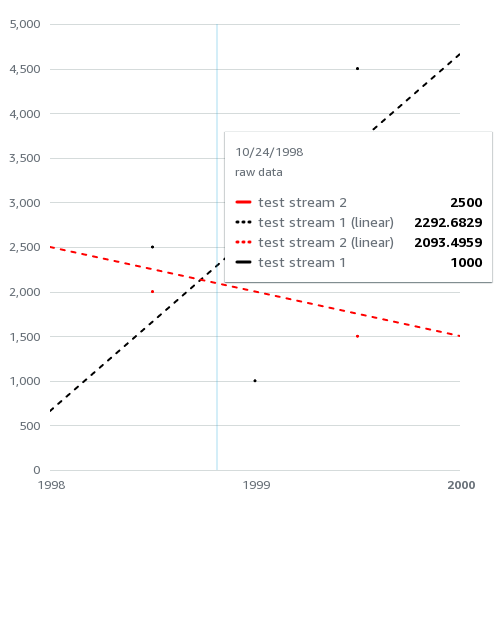 5,000
4,500
4,000
3,500
3,000
2,500
2,000
1,500
1,000
500
0
1998 1999 2000
10/24/1998
raw data
test stream 2 2500
test stream 1 (linear) 2292.6829
test stream 2 (linear) 2093.4959
test stream 1 1000